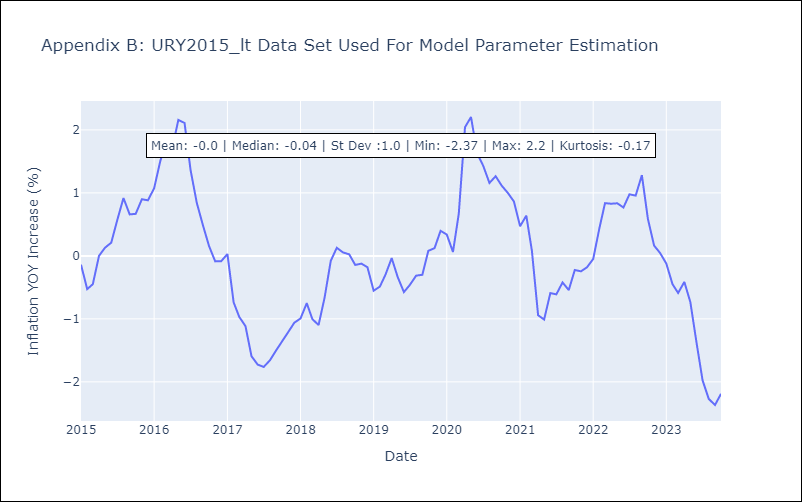 Appendix B: URY2015_lt Data Set Used For Model Parameter Estimation
Mean: -0.0 | Median: -0.04 | St Dev :1.0 | Min: -2.37 | Max: 2.2 | Kurtosis: -0.17
Inflation YOY Increase (%)
2
1
0
−1
−2
2015 2016 2017 2018 2019 2020 2021 2022 2023
Date